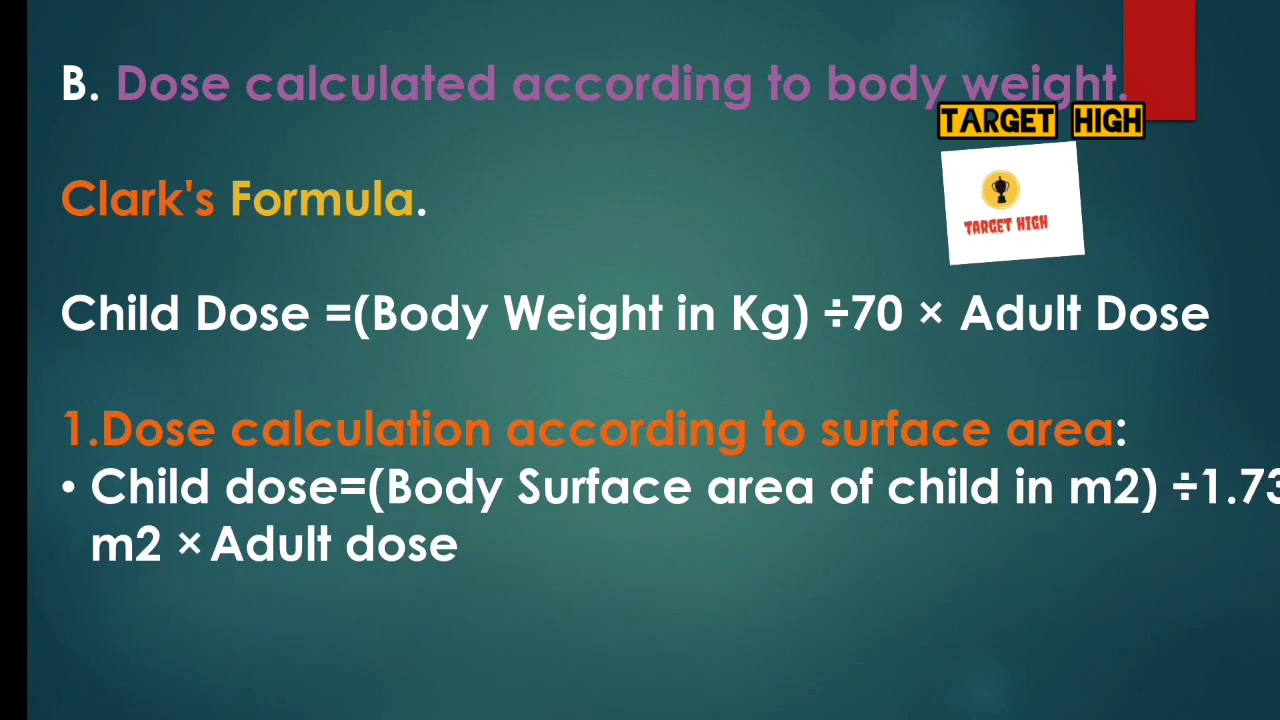 B. Dose calculated according to body weight.
TARGET HIGH
Clark's Formula.
TARGET HIGH
Child Dose =(Body Weight in Kg) ÷70 × Adult Dose
1.Dose calculation according to surface area:
• Child dose=(Body Surface area of child in m2) ÷1.73
m2 ×Adult dose